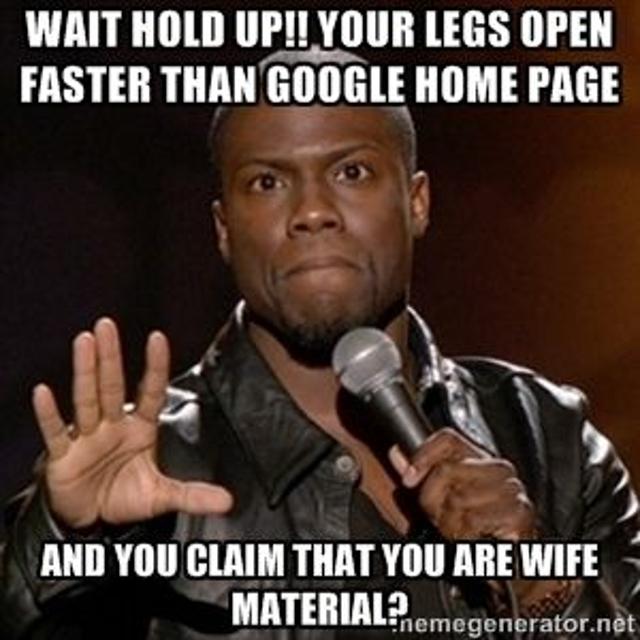 WAIT HOLD UP!! YOUR LEGS OPEN
FASTER THAN GOOGLE HOME PAGE
AND YOU CLAIM THAT YOU ARE WIFE
MATERIAL?
memegenerator.net